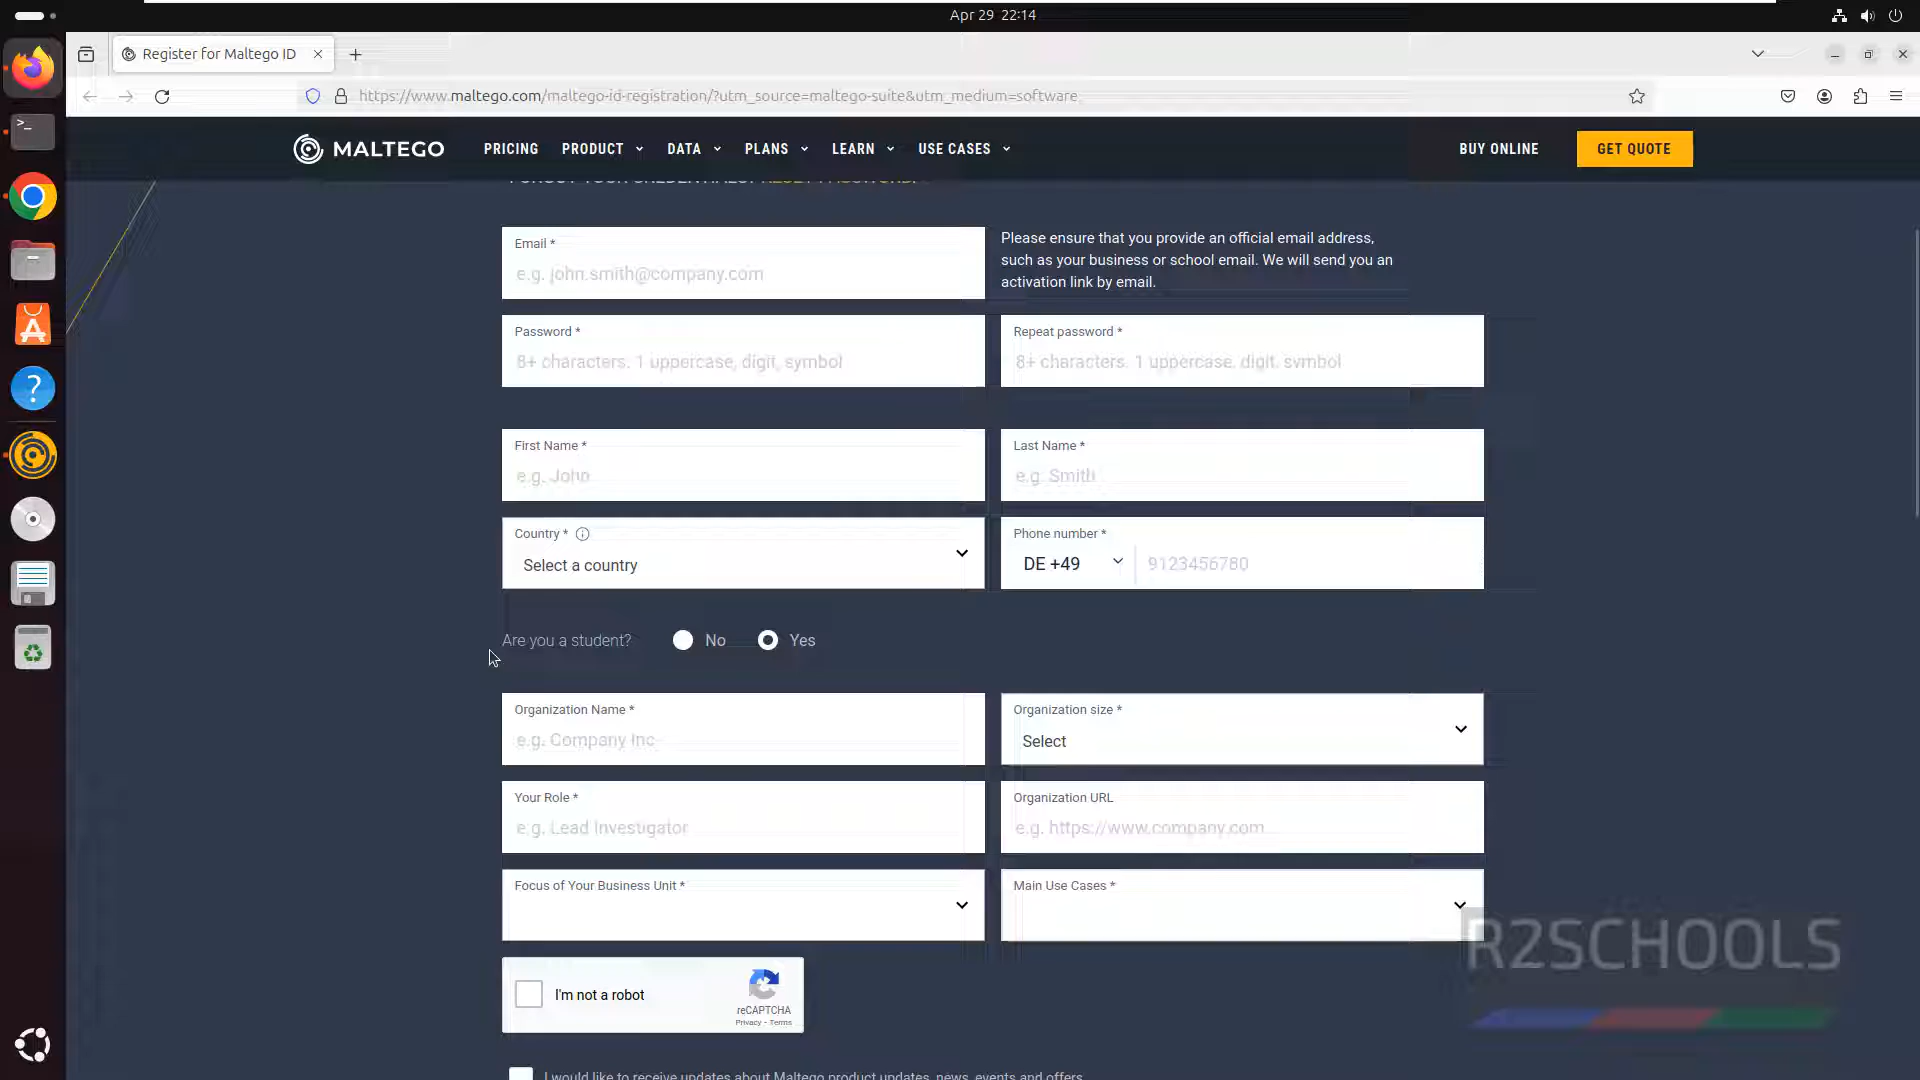 Apr 29 22:14
Register for Maltego ID
https://www.maltego.com/maltego-id-registration/?utm_source=maltego-suite&utm_medium=software
MALTEGO PRICING PRODUCT DATA PLANS LEARN USE CASES BUY ONLINE GET QUOTE
FORGOT YOUR CREDENTIALS? RESET PASSWORD.
Email *
e.g. john.smith@company.com
Please ensure that you provide an official email address,
such as your business or school email. We will send you an
activation link by email.
Password *
8+ characters. 1 uppercase, digit, symbol
Repeat password *
8+ characters. 1 uppercase, digit, symbol
First Name *
e.g. John
Last Name *
e.g. Smith
Country *
Select a country
Phone number *
DE +49 9123456780
Are you a student? No Yes
Organization Name *
e.g. Company Inc
Organization size *
Select
Your Role *
e.g. Lead Investigator
Organization URL
e.g. https://www.company.com
Focus of Your Business Unit *
Main Use Cases *
I'm not a robot
reCAPTCHA
Privacy - Terms
R2SCHOOLS
I would like to receive updates about Maltego product updates, news, events and offers